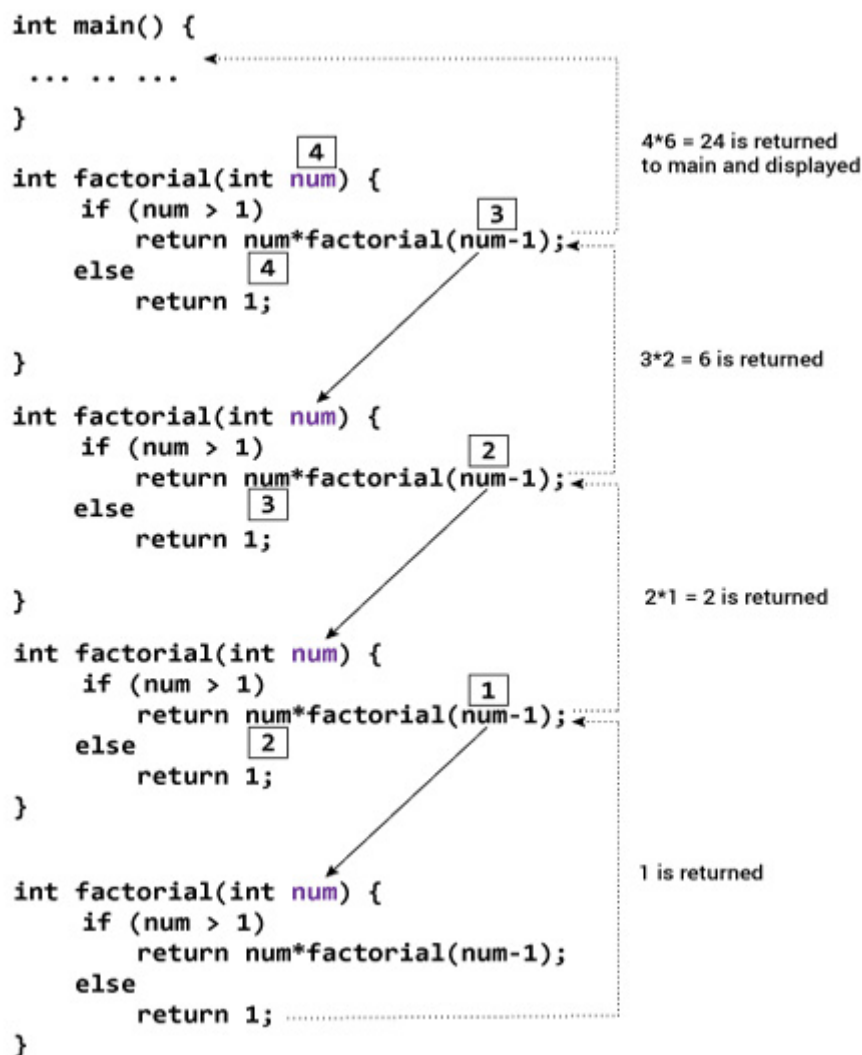 int main() {
... .. ...
}
4*6 = 24 is returned
to main and displayed
4
int factorial(int num) {
if (num > 1)
3
return num*factorial(num-1);
else
4
return 1;
}
3*2 = 6 is returned
int factorial(int num) {
if (num > 1)
2
return num*factorial(num-1);
else
3
return 1;
}
2*1 = 2 is returned
int factorial(int num) {
if (num > 1)
1
return num*factorial(num-1);
else
2
return 1;
}
1 is returned
int factorial(int num) {
if (num > 1)
return num*factorial(num-1);
else
return 1;
}